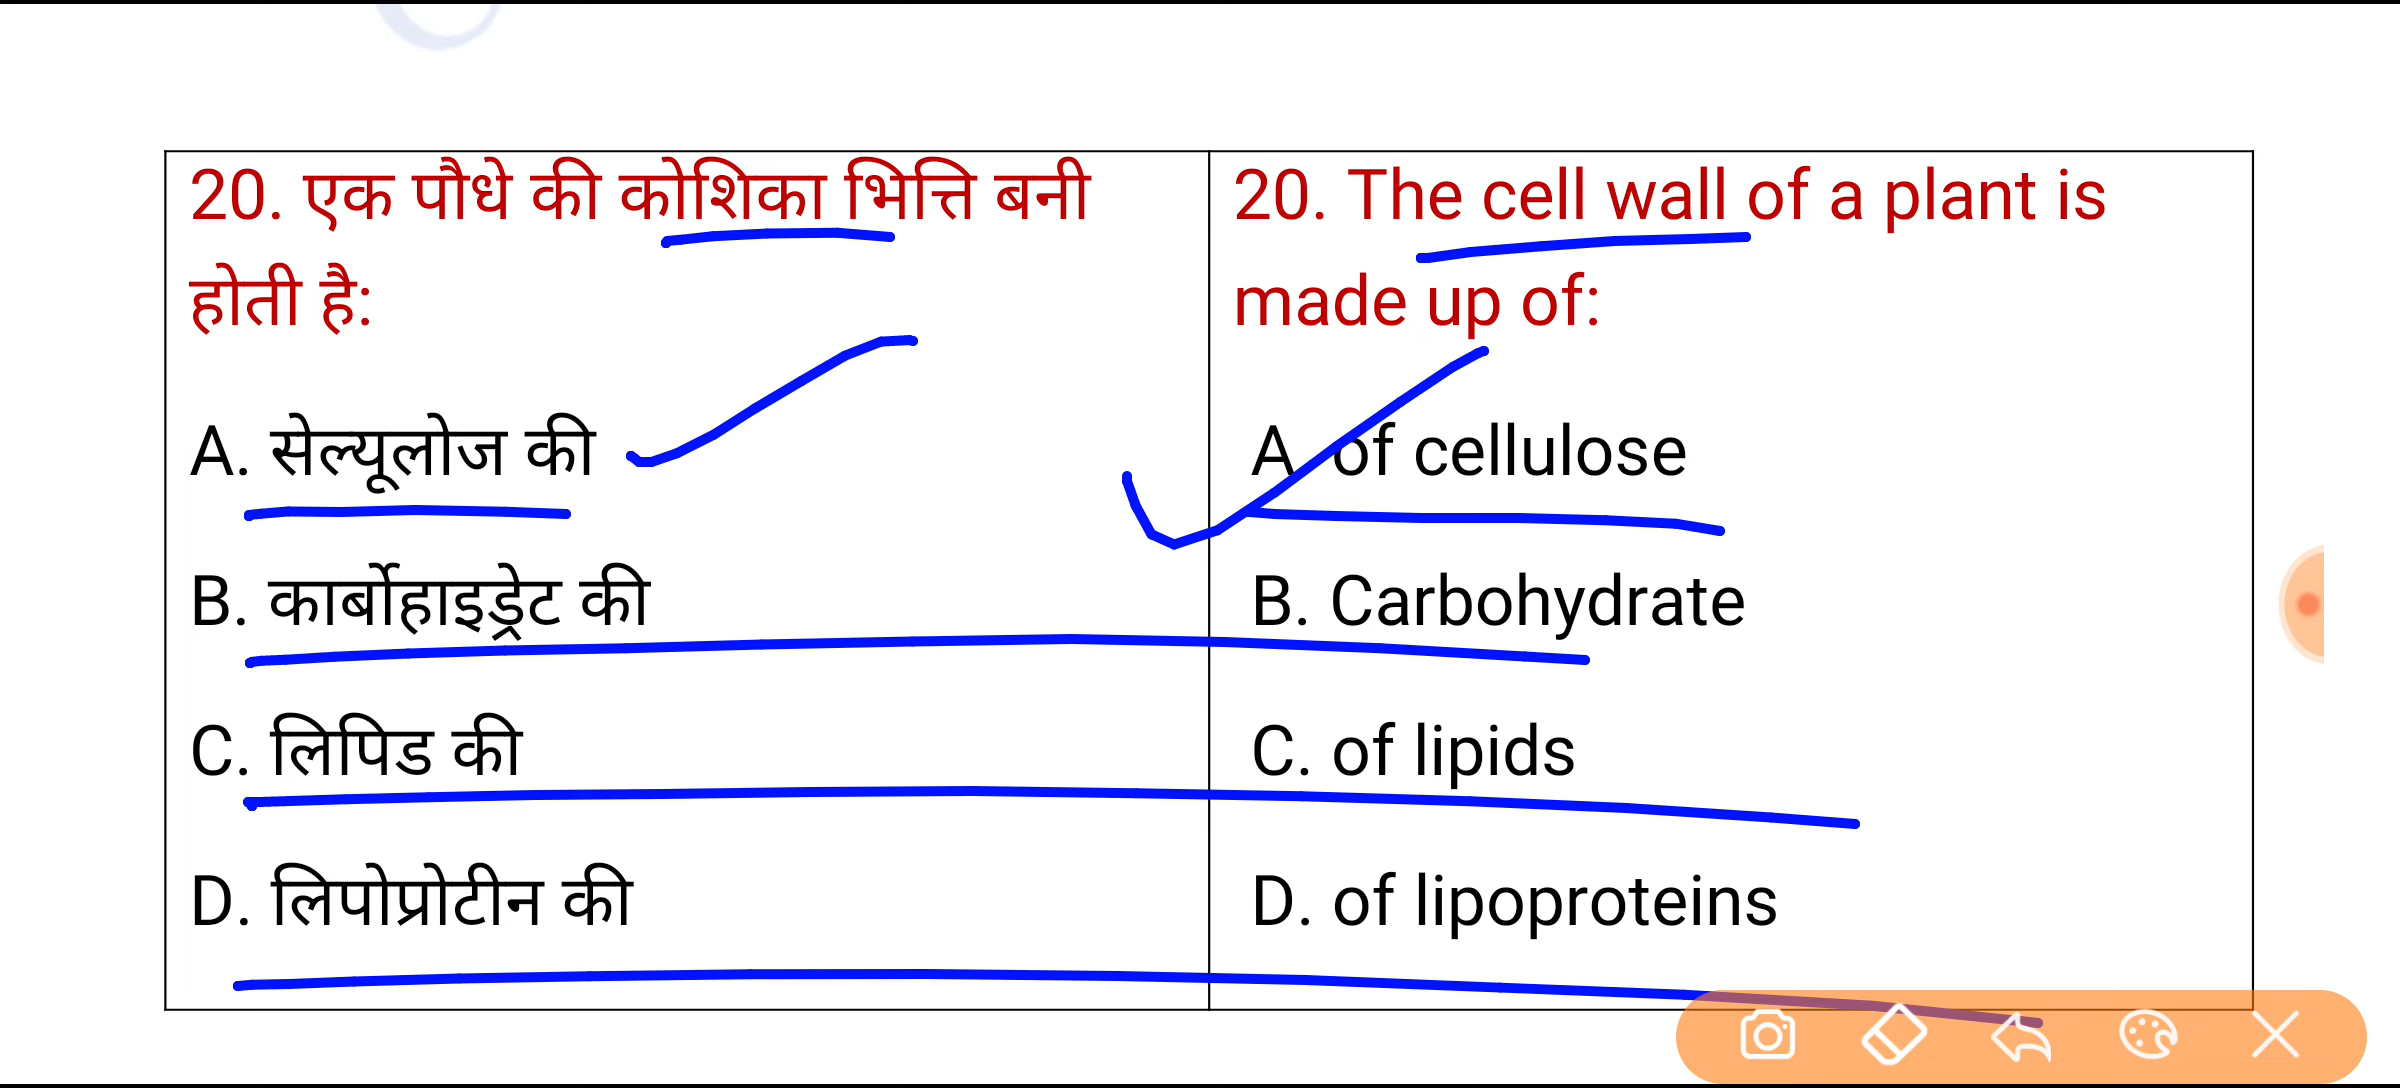 20. एक पौधे की कोशिका भित्ति बनी
होती है:
A. सेल्यूलोज की
B. कार्बोहाइड्रेट की
C. लिपिड की
D. लिपोप्रोटीन की
20. The cell wall of a plant is
made up of:
A. of cellulose
B. Carbohydrate
C. of lipids
D. of lipoproteins